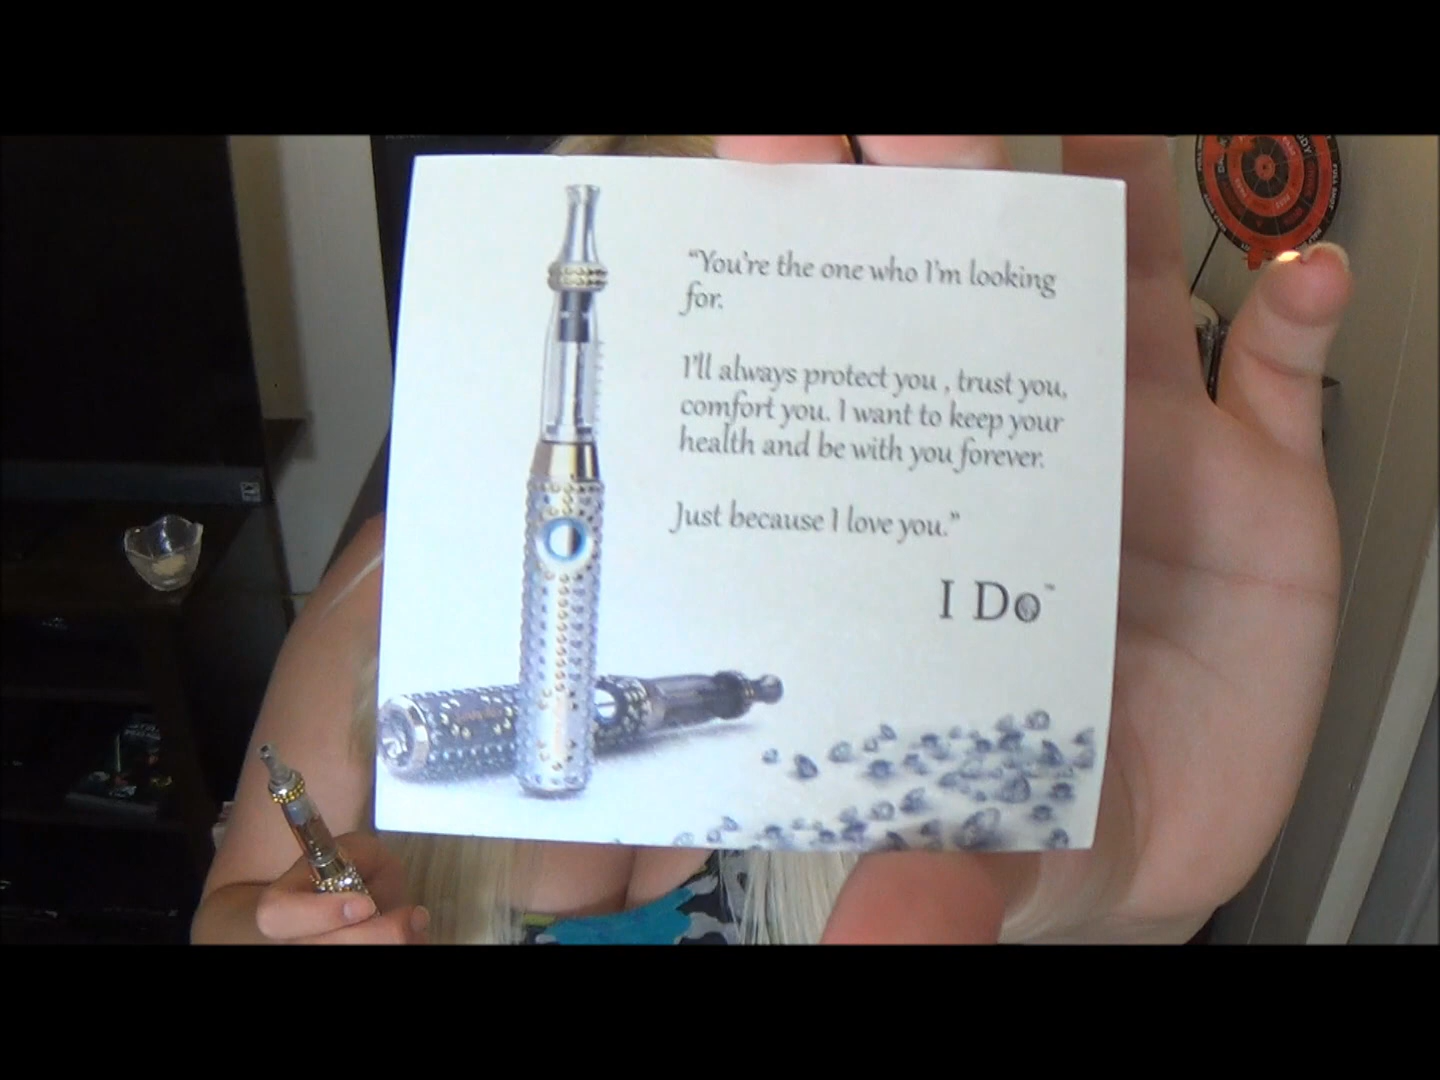 “You're the one who I'm looking
for.
I'll always protect you , trust you,
comfort you. I want to keep your
health and be with you forever.
Just because I love you.”
I Do™